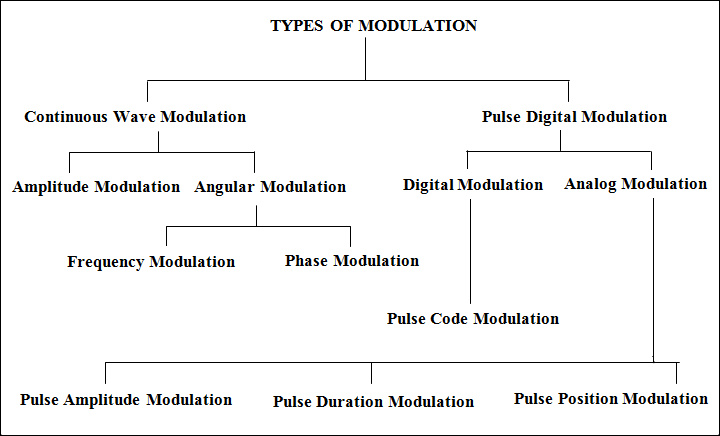 TYPES OF MODULATION
Continuous Wave Modulation
Pulse Digital Modulation
Amplitude Modulation
Angular Modulation
Digital Modulation
Analog Modulation
Frequency Modulation
Phase Modulation
Pulse Code Modulation
Pulse Amplitude Modulation
Pulse Duration Modulation
Pulse Position Modulation